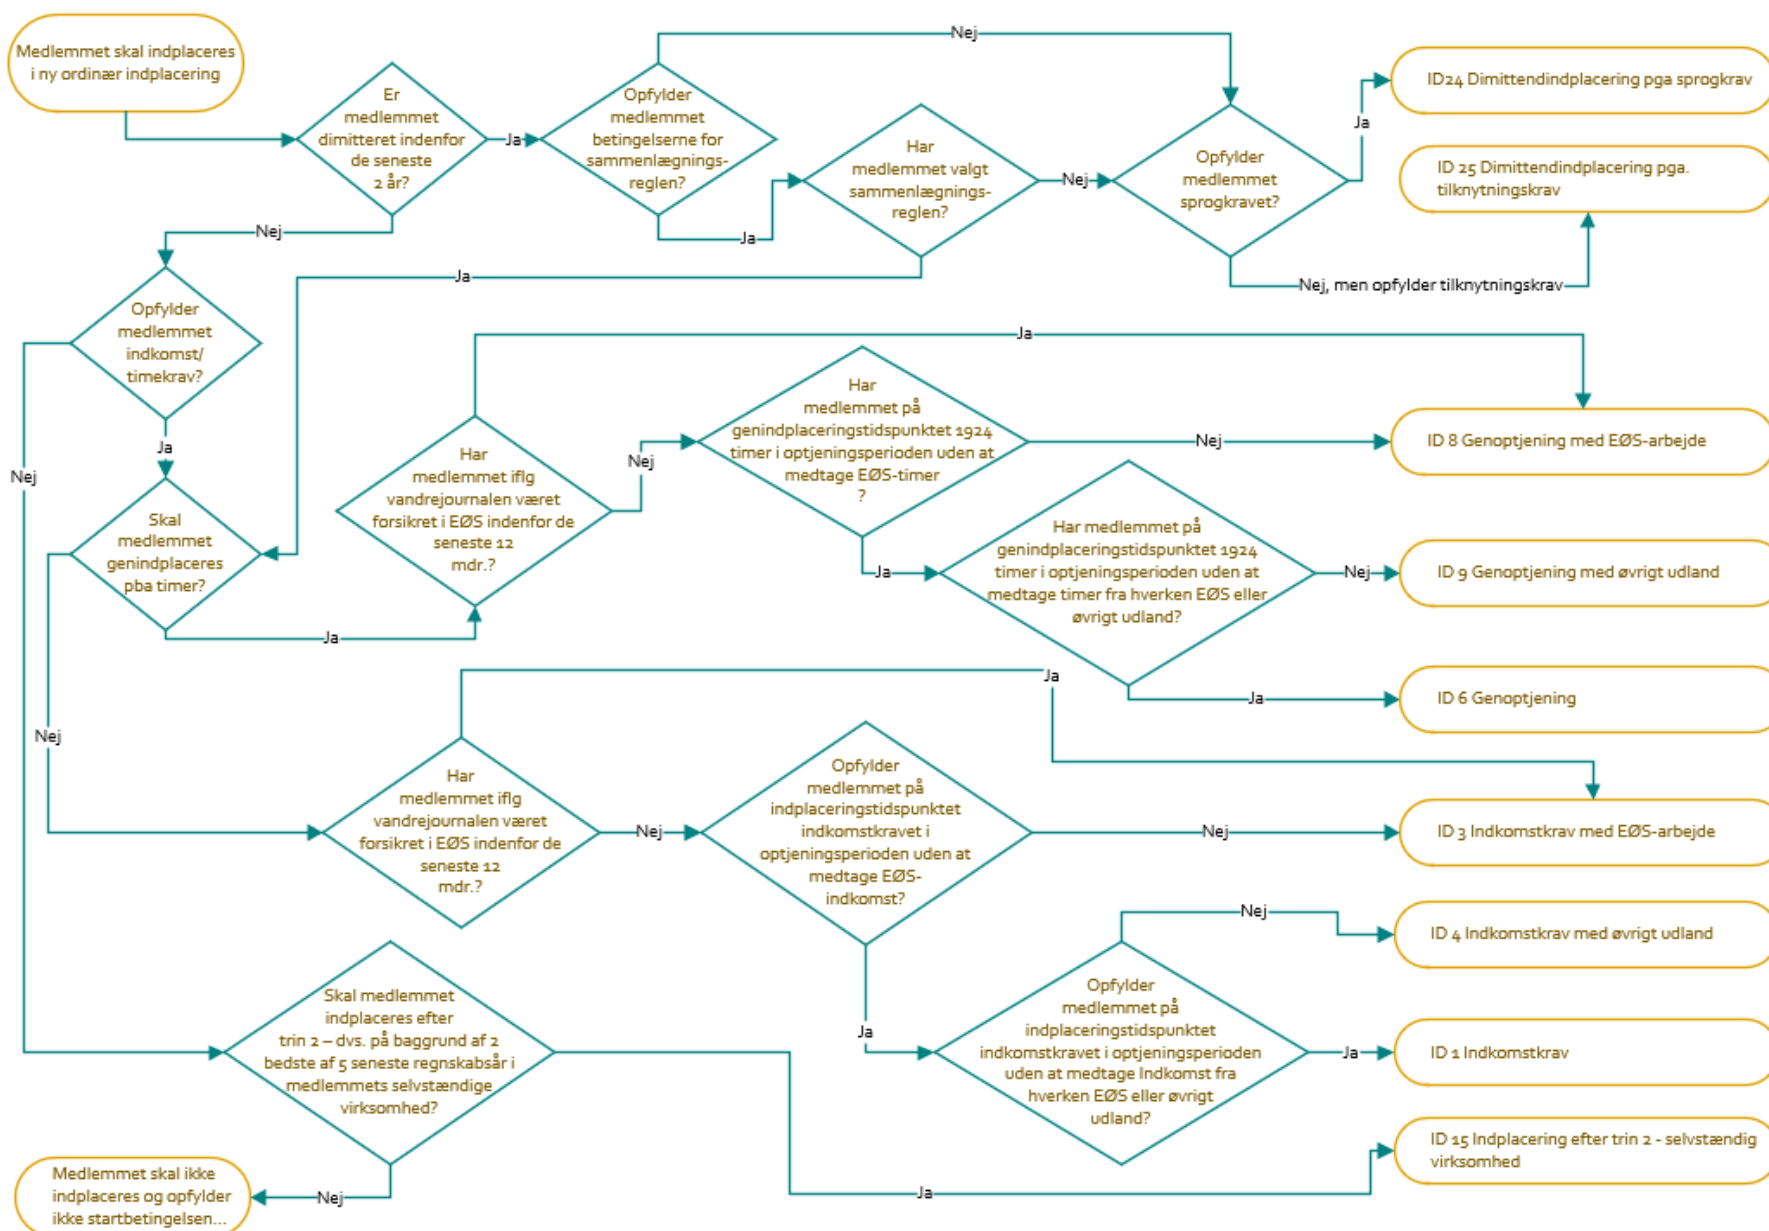 Medlemmet skal indplaceres
i ny ordinær indplacering
Er
medlemmet
dimitteret indenfor
de seneste
2 år?
Ja
Nej
Opfylder
medlemmet
betingelserne for
sammenlægnings-
reglen?
Nej
Ja
Har
medlemmet valgt
sammenlægnings-
reglen?
Nej
Ja
Opfylder
medlemmet
sprogkravet?
Ja
Nej, men opfylder tilknytningskrav
ID24 Dimittendindplacering pga sprogkrav
ID 25 Dimittendindplacering pga.
tilknytningskrav
Opfylder
medlemmet
indkomst/
timekrav?
Ja
Nej
Skal
medlemmet
genindplaceres
pba timer?
Ja
Nej
Har
medlemmet iflg
vandrejournalen været
forsikret i EØS indenfor de
seneste 12
mdr.?
Ja
Nej
Har
medlemmet på
genindplaceringstidspunktet 1924
timer i optjeningsperioden uden at
medtage EØS-timer
?
Nej
Ja
ID 8 Genoptjening med EØS-arbejde
Har medlemmet på
genindplaceringstidspunktet 1924
timer i optjeningsperioden uden at
medtage timer fra hverken EØS eller
øvrigt udland?
Nej
Ja
ID 9 Genoptjening med øvrigt udland
ID 6 Genoptjening
Har
medlemmet iflg
vandrejournalen været
forsikret i EØS indenfor de
seneste 12
mdr.?
Ja
Nej
Opfylder
medlemmet på
indplaceringstidspunktet
indkomstkravet i
optjeningsperioden uden at
medtage EØS-
indkomst?
Nej
Ja
ID 3 Indkomstkrav med EØS-arbejde
Opfylder
medlemmet på
indplaceringstidspunktet
indkomstkravet i optjeningsperioden
uden at medtage Indkomst fra
hverken EØS eller øvrigt
udland?
Nej
Ja
ID 4 Indkomstkrav med øvrigt udland
ID 1 Indkomstkrav
Skal medlemmet
indplaceres efter
trin 2 – dvs. på baggrund af 2
bedste af 5 seneste regnskabsår i
medlemmets selvstændige
virksomhed?
Ja
Nej
ID 15 Indplacering efter trin 2 - selvstændig
virksomhed
Medlemmet skal ikke
indplaceres og opfylder
ikke startbetingelsen...